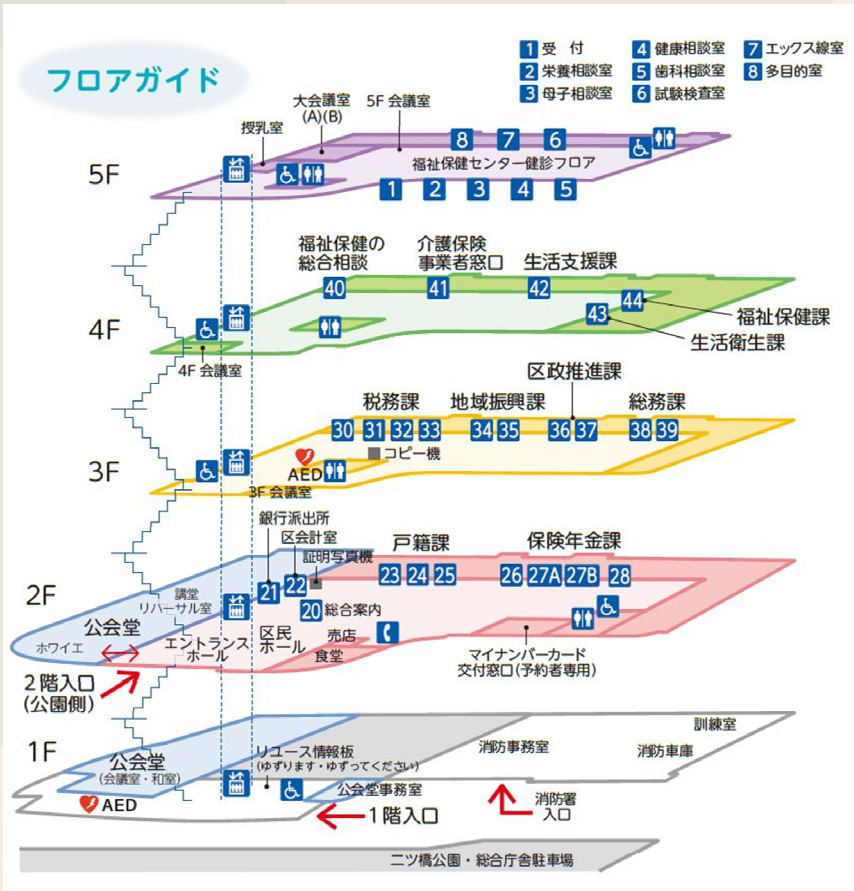 フロアガイド
1 受　付
2 栄養相談室
3 母子相談室
4 健康相談室
5 歯科相談室
6 試験検査室
7 エックス線室
8 多目的室
5F
授乳室
大会議室
(A)(B)
5F 会議室
8 7 6
福祉保健センター健診フロア
1 2 3 4 5
4F
福祉保健の
総合相談
介護保険
事業者窓口
生活支援課
40 41 42 43 44
福祉保健課
生活衛生課
4F 会議室
3F
区政推進課
税務課
地域振興課
総務課
30 31 32 33 34 35 36 37 38 39
コピー機
AED
3F 会議室
2F
銀行派出所
区会計室
証明写真機
戸籍課
保険年金課
21 22 23 24 25 26 27A 27B 28
20 総合案内
講堂
リハーサル室
公会堂
ホワイエ
エントランス
ホール
区民
ホール
売店
食堂
マイナンバーカード
交付窓口(予約者専用)
2階入口
(公園側)
1F
公会堂
(会議室・和室)
AED
リユース情報板
(ゆずります・ゆずってください)
公会堂事務室
1階入口
消防事務室
訓練室
消防車庫
消防署
入口
二ツ橋公園・総合庁舎駐車場